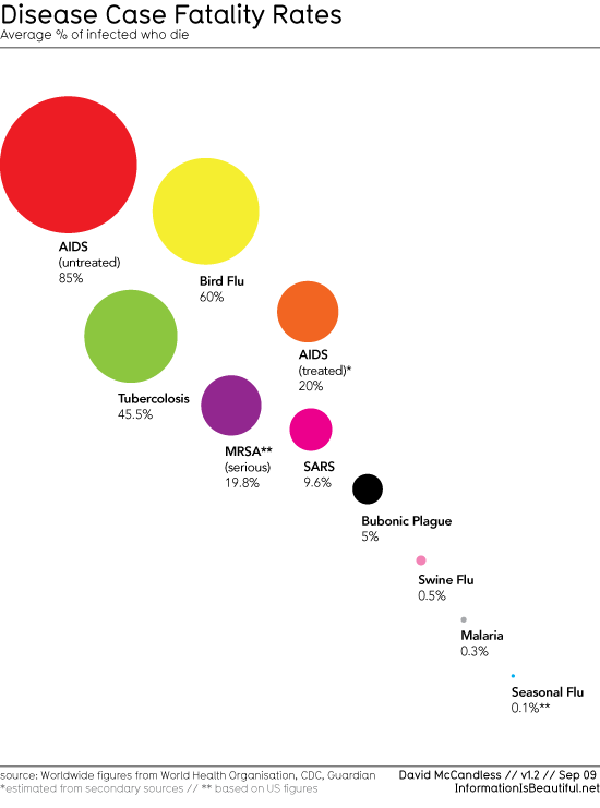 Disease Case Fatality Rates
Average % of infected who die
AIDS
(untreated)
85%
Bird Flu
60%
AIDS
(treated)*
20%
Tubercolosis
45.5%
MRSA**
(serious)
19.8%
SARS
9.6%
Bubonic Plague
5%
Swine Flu
0.5%
Malaria
0.3%
Seasonal Flu
0.1%**
source: Worldwide figures from World Health Organisation, CDC, Guardian
*estimated from secondary sources // ** based on US figures
David McCandless // v1.2 // Sep 09
InformationIsBeautiful.net